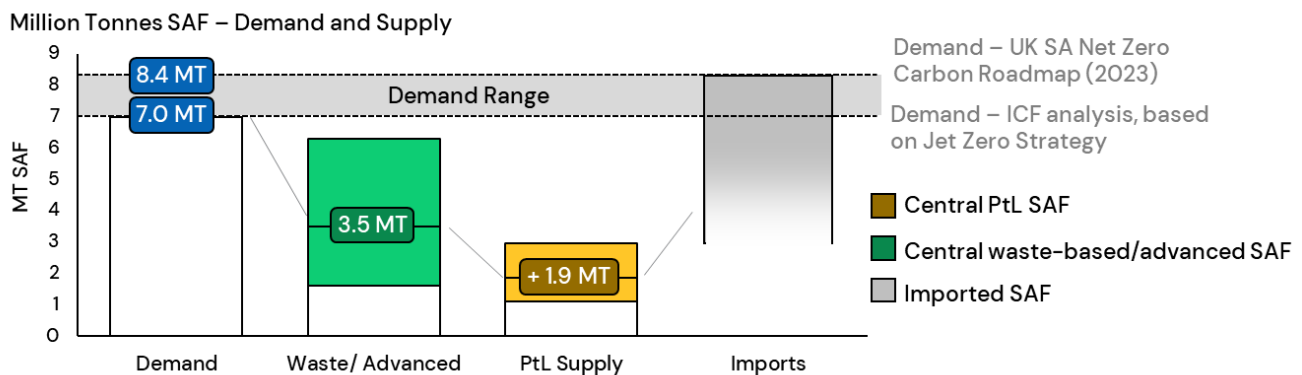 Million Tonnes SAF – Demand and Supply
9
8
7
6
5
4
3
2
1
0
MT SAF
8.4 MT
7.0 MT
Demand Range
3.5 MT
+ 1.9 MT
Demand
Waste/ Advanced
PtL Supply
Imports
Demand – UK SA Net Zero
Carbon Roadmap (2023)
Demand – ICF analysis, based
on Jet Zero Strategy
Central PtL SAF
Central waste-based/advanced SAF
Imported SAF